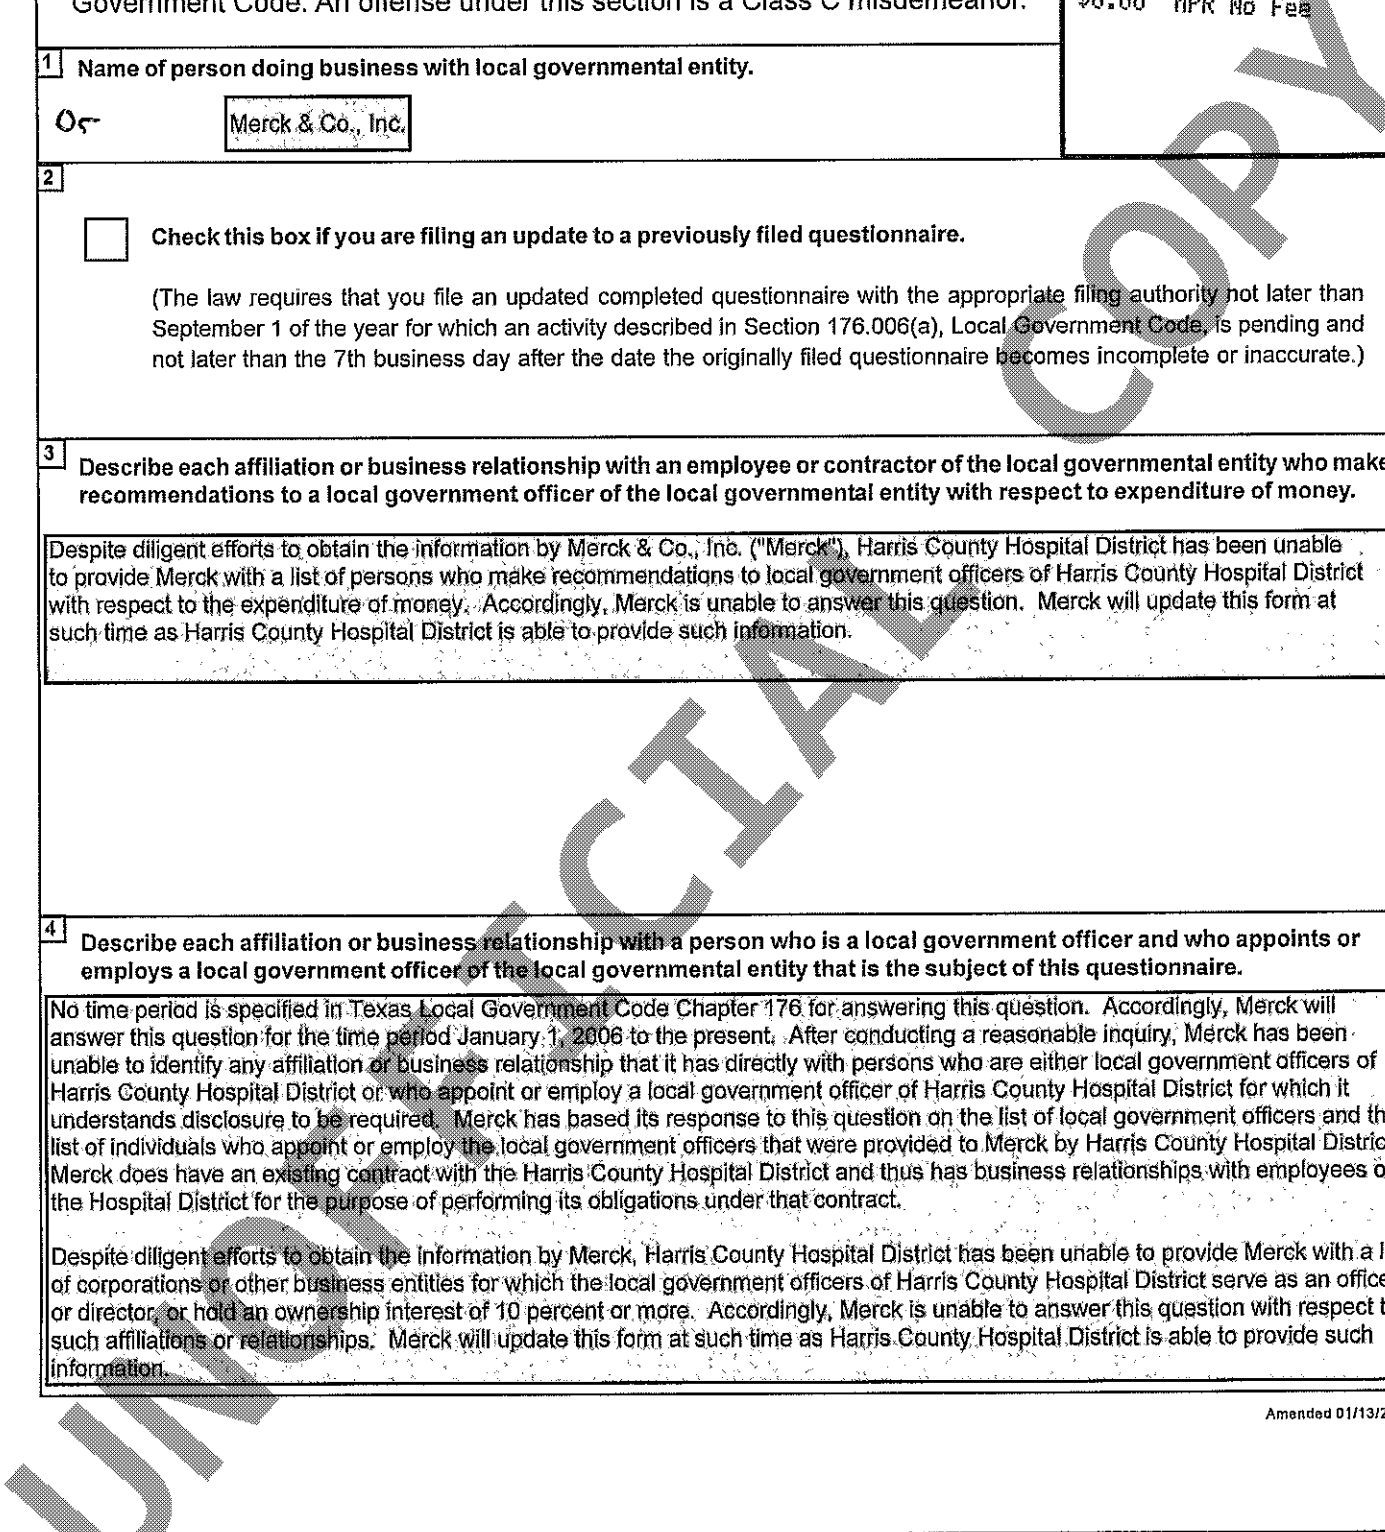 Government Code. An offense under this section is a Class C misdemeanor.
$0.00 MPR No Fee
1 Name of person doing business with local governmental entity.
Or Merck & Co., Inc.
2
Check this box if you are filing an update to a previously filed questionnaire.
(The law requires that you file an updated completed questionnaire with the appropriate filing authority not later than
September 1 of the year for which an activity described in Section 176.006(a), Local Government Code, is pending and
not later than the 7th business day after the date the originally filed questionnaire becomes incomplete or inaccurate.)
3 Describe each affiliation or business relationship with an employee or contractor of the local governmental entity who make
recommendations to a local government officer of the local governmental entity with respect to expenditure of money.
Despite diligent efforts to obtain the information by Merck & Co., Inc. ("Merck"), Harris County Hospital District has been unable
to provide Merck with a list of persons who make recommendations to local government officers of Harris County Hospital District
with respect to the expenditure of money. Accordingly, Merck is unable to answer this question. Merck will update this form at
such time as Harris County Hospital District is able to provide such information.
4 Describe each affiliation or business relationship with a person who is a local government officer and who appoints or
employs a local government officer of the local governmental entity that is the subject of this questionnaire.
No time period is specified in Texas Local Government Code Chapter 176 for answering this question. Accordingly, Merck will
answer this question for the time period January 1, 2006 to the present. After conducting a reasonable inquiry, Merck has been
unable to identify any affiliation or business relationship that it has directly with persons who are either local government officers of
Harris County Hospital District or who appoint or employ a local government officer of Harris County Hospital District for which it
understands disclosure to be required. Merck has based its response to this question on the list of local government officers and th
list of individuals who appoint or employ the local government officers that were provided to Merck by Harris County Hospital Distric
Merck does have an existing contract with the Harris County Hospital District and thus has business relationships with employees o
the Hospital District for the purpose of performing its obligations under that contract.
Despite diligent efforts to obtain the information by Merck, Harris County Hospital District has been unable to provide Merck with a l
of corporations or other business entities for which the local government officers of Harris County Hospital District serve as an office
or director, or hold an ownership interest of 10 percent or more. Accordingly, Merck is unable to answer this question with respect t
such affiliations or relationships. Merck will update this form at such time as Harris County Hospital District is able to provide such
information.
Amended 01/13/2
UNOFFICIAL COPY